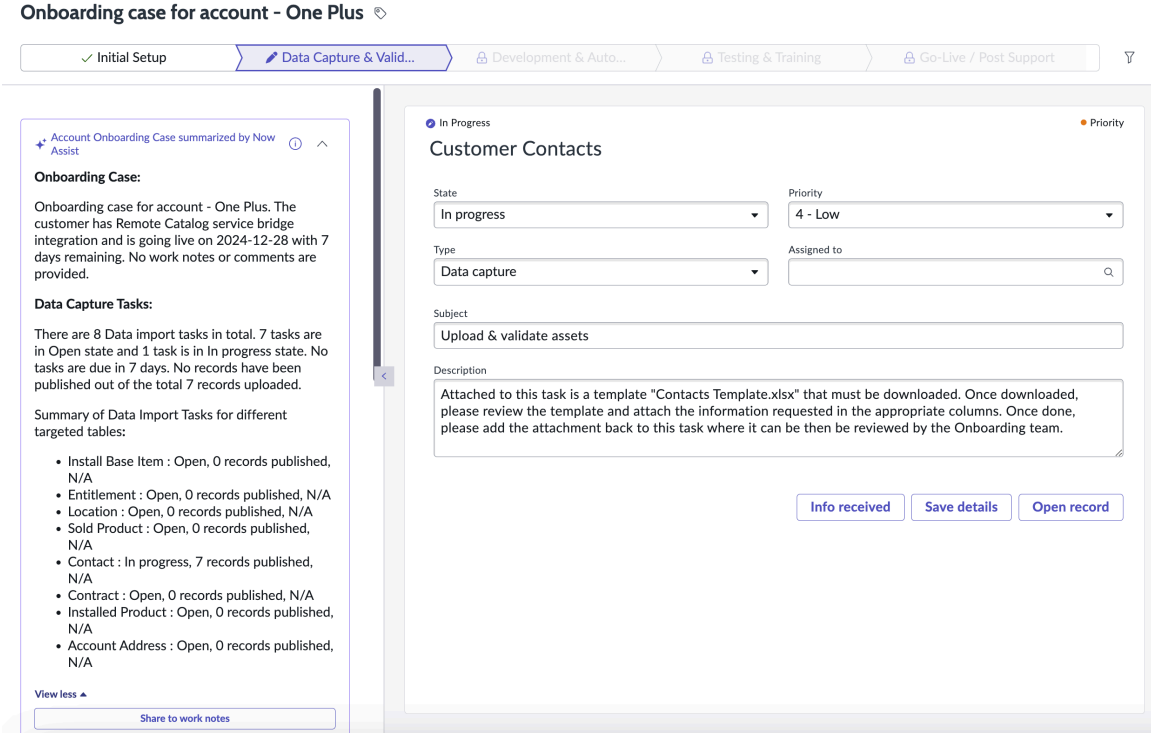 Onboarding case for account - One Plus
Initial Setup
Data Capture & Valid...
Development & Auto...
Testing & Training
Go-Live / Post Support
Account Onboarding Case summarized by Now
Assist
Onboarding Case:
Onboarding case for account - One Plus. The
customer has Remote Catalog service bridge
integration and is going live on 2024-12-28 with 7
days remaining. No work notes or comments are
provided.
Data Capture Tasks:
There are 8 Data import tasks in total. 7 tasks are
in Open state and 1 task is in In progress state. No
tasks are due in 7 days. No records have been
published out of the total 7 records uploaded.
Summary of Data Import Tasks for different
targeted tables:
• Install Base Item : Open, 0 records published,
N/A
• Entitlement : Open, 0 records published, N/A
• Location : Open, 0 records published, N/A
• Sold Product : Open, 0 records published,
N/A
• Contact : In progress, 7 records published,
N/A
• Contract : Open, 0 records published, N/A
• Installed Product : Open, 0 records published,
N/A
• Account Address : Open, 0 records published,
N/A
View less
Share to work notes
In Progress
Priority
Customer Contacts
State
Priority
In progress
4 - Low
Type
Assigned to
Data capture
Subject
Upload & validate assets
Description
Attached to this task is a template "Contacts Template.xlsx" that must be downloaded. Once downloaded,
please review the template and attach the information requested in the appropriate columns. Once done,
please add the attachment back to this task where it can be then be reviewed by the Onboarding team.
Info received
Save details
Open record